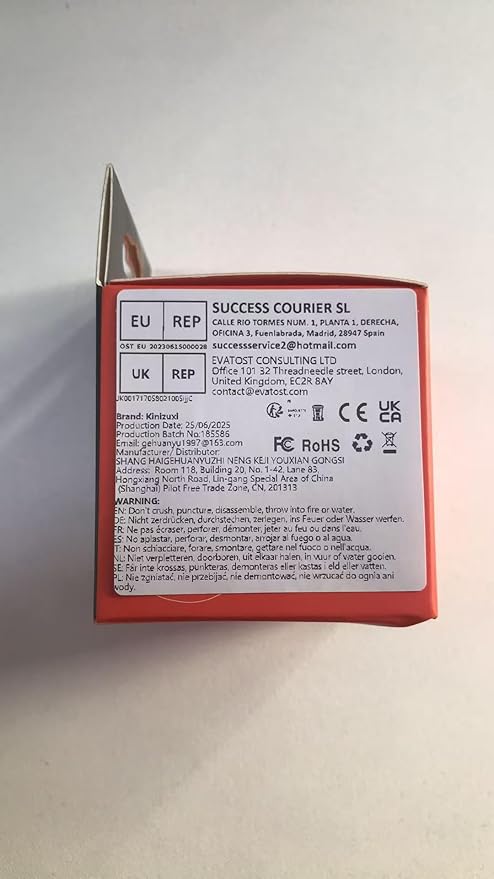 EU REP
SUCCESS COURIER SL
CALLE RIO TORMES NUM. 1, PLANTA 1, DERECHA,
OFICINA 3, Fuenlabrada, Madrid, 28947 Spain
successservice2@hotmail.com
OST EU 20230615000028
UK REP
EVATOST CONSULTING LTD
Office 101 32 Threadneedle street, London,
United Kingdom, EC2R 8AY
contact@evatost.com
CE UK CA
FC RoHS
Brand: Kinizuxi
Production Date: 25/06/2025
Production Batch No:185586
Email: gehuanyu1997@163.com
Manufacturer/ Distributor:
SHANG HAIGEHUANYUZHI NENG KEJI YOUXIAN GONGSI
Address: Room 118, Building 20, No. 1-42, Lane 83,
Hongxiang North Road, Lin-gang Special Area of China
(Shanghai) Pilot Free Trade Zone, CN, 201313
WARNING:
EN: Don't crush, puncture, disassemble, throw into fire or water.
DE: Nicht zerdrücken, durchstechen, zerlegen, ins Feuer oder Wasser werfen.
FR: Ne pas écraser, perforer, démonter, jeter au feu ou dans l'eau.
ES: No aplastar, perforar, desmontar, arrojar al fuego o al agua.
IT: Non schiacciare, forare, smontare, gettare nel fuoco o nell'acqua.
NL: Niet verpletteren, doorboren, uit elkaar halen, in vuur of water gooien.
SE: Får inte krossas, punkteras, demonteras eller kastas i eld eller vatten.
PL: Nie zgniatać, nie przebijać, nie demontować, nie wrzucać do ognia ani
wody.